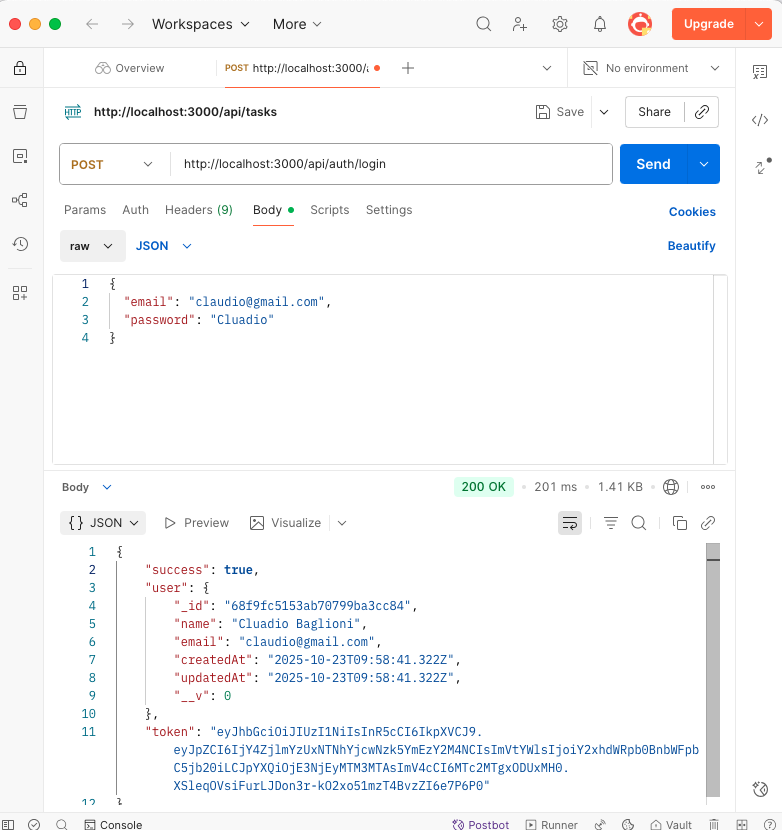 Workspaces More Upgrade
Overview POST http://localhost:3000/a No environment
HTTP http://localhost:3000/api/tasks Save Share
POST http://localhost:3000/api/auth/login Send
Params Auth Headers (9) Body Scripts Settings Cookies
raw JSON Beautify
1 {
2 "email": "claudio@gmail.com",
3 "password": "Cluadio"
4 }
Body 200 OK 201 ms 1.41 KB
{} JSON Preview Visualize
1 {
2 "success": true,
3 "user": {
4 "_id": "68f9fc5153ab70799ba3cc84",
5 "name": "Cluadio Baglioni",
6 "email": "claudio@gmail.com",
7 "createdAt": "2025-10-23T09:58:41.322Z",
8 "updatedAt": "2025-10-23T09:58:41.322Z",
9 "__v": 0
10 },
11 "token": "eyJhbGciOiJIUzI1NiIsInR5cCI6IkpXVCJ9.
eyJpZCI6IjY4ZjlmYzUxNTNhYjcwNzk5YmEzY2M4NCIsImVtYWlsIjoiY2xhdWRpb0BnbWFpb
C5jb20iLCJpYXQiOjE3NjEyMTM3MTAsImV4cCI6MTc2MTgxODUxMH0.
XSleqOVsiFurLJDon3r-kO2xo51mzT4BvzZI6e7P6P0"
12 }
Console Postbot Runner Vault